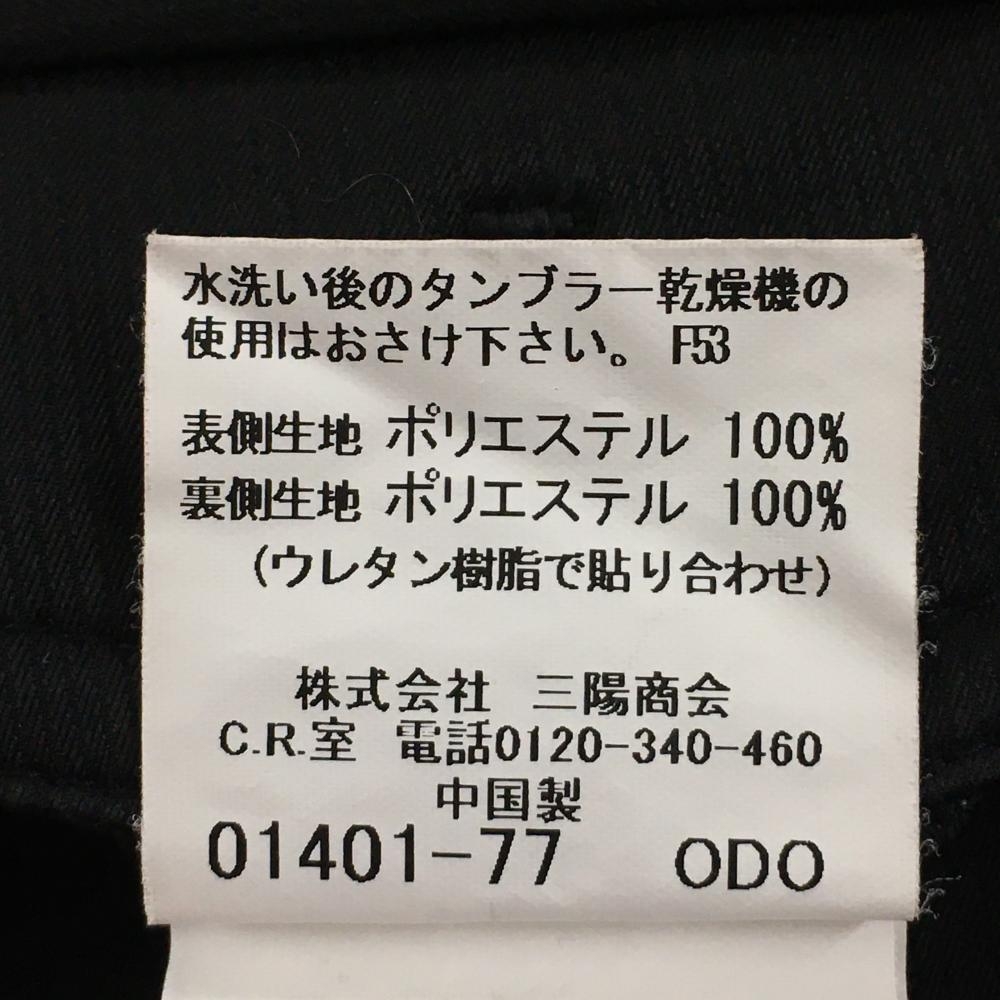 水洗い後のタンブラー乾燥機の
使用はおさけ下さい。 F53
表側生地 ポリエステル 100%
裏側生地 ポリエステル 100%
(ウレタン樹脂で貼り合わせ)
株式会社 三陽商会
C.R.室 電話0120-340-460
中国製
01401-77 ODO